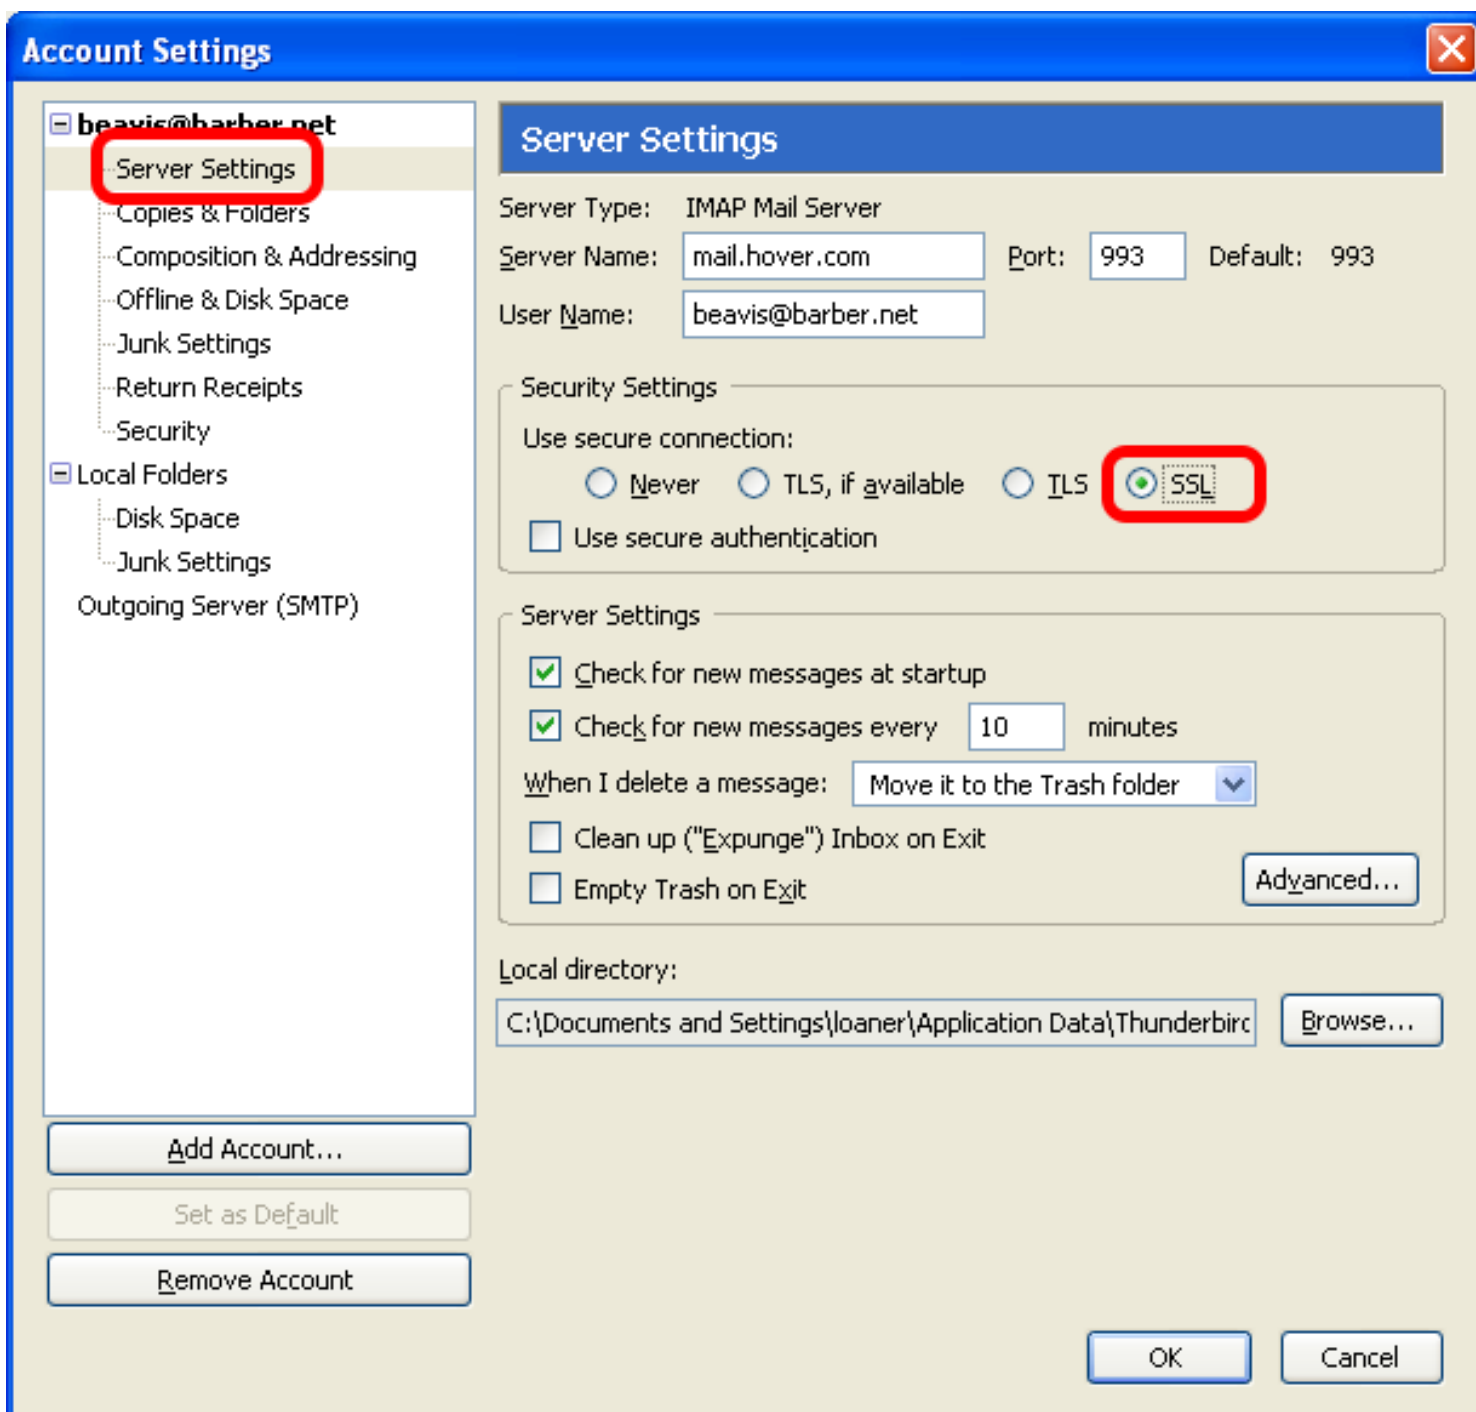 Account Settings
beavis@barber.net
Server Settings
Copies & Folders
Composition & Addressing
Offline & Disk Space
Junk Settings
Return Receipts
Security
Local Folders
Disk Space
Junk Settings
Outgoing Server (SMTP)
Add Account...
Set as Default
Remove Account
Server Settings
Server Type: IMAP Mail Server
Server Name: mail.hover.com Port: 993 Default: 993
User Name: beavis@barber.net
Security Settings
Use secure connection:
Never TLS, if available TLS SSL
Use secure authentication
Server Settings
Check for new messages at startup
Check for new messages every 10 minutes
When I delete a message: Move it to the Trash folder
Clean up ("Expunge") Inbox on Exit
Empty Trash on Exit
Advanced...
Local directory:
C:\Documents and Settings\loaner\Application Data\Thunderbirc Browse...
OK Cancel